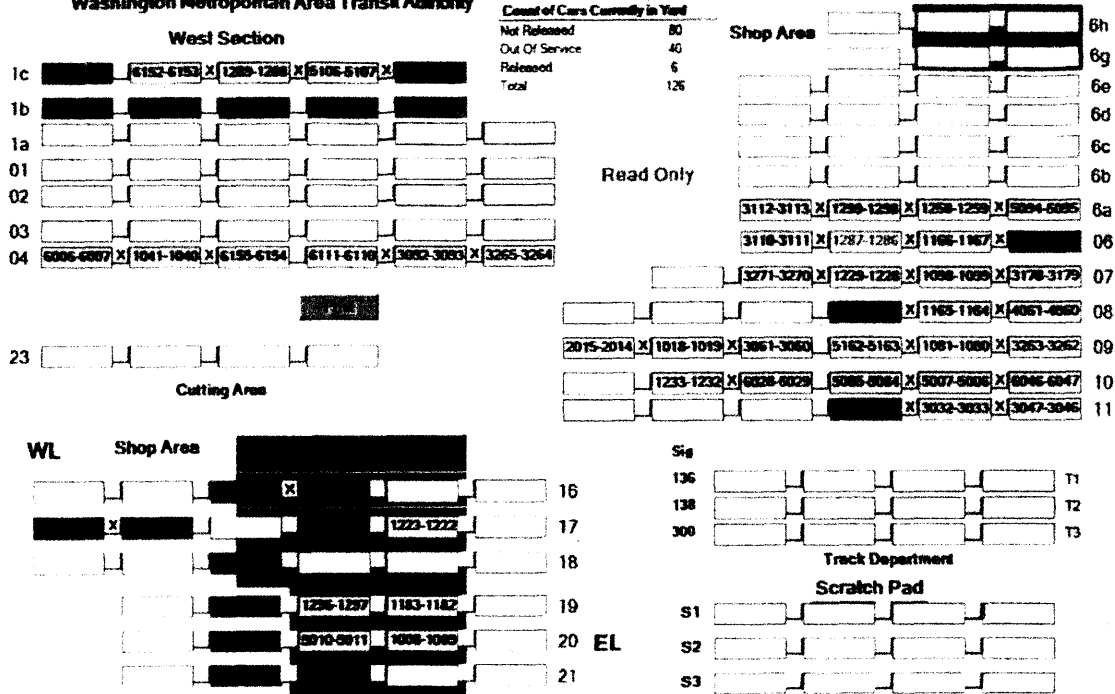 Washington Metropolitan Area Transit Authority
West Section
Count of Cars Currently in Yard
Not Released 80
Out Of Service 40
Released 6
Total 126
Shop Area
6h
6g
6e
6d
6c
6b
Read Only
1c 6152-6153 X 1289-1288 X 5106-5107 X
1b
1a
01
02
03
04 6006-6007 X 1041-1040 X 6155-6154 6111-6110 X 3092-3093 X 3265-3264
23
Cutting Area
3112-3113 X 1299-1298 X 1258-1259 X 5094-5095 6a
3110-3111 X 1287-1286 X 1166-1167 X 06
3271-3270 X 1229-1228 X 1098-1099 X 3178-3179 07
X 1165-1164 X 4061-4060 08
2015-2014 X 1018-1019 X 3061-3060 5162-5163 X 1081-1080 X 3263-3262 09
1233-1232 X 6028-6029 5085-5084 X 5007-5006 X 6046-6047 10
X 3032-3033 X 3047-3046 11
WL Shop Area
X 16
X 1223-1222 17
18
1296-1297 1183-1182 19
5010-5011 1088-1089 20 EL
21
Sig
136 T1
138 T2
300 T3
Track Department
Scratch Pad
S1
S2
S3